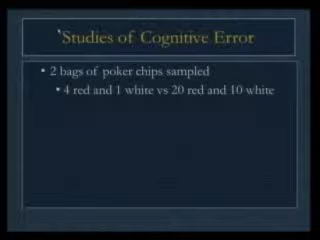 Studies of Cognitive Error
• 2 bags of poker chips sampled
• 4 red and 1 white vs 20 red and 10 white